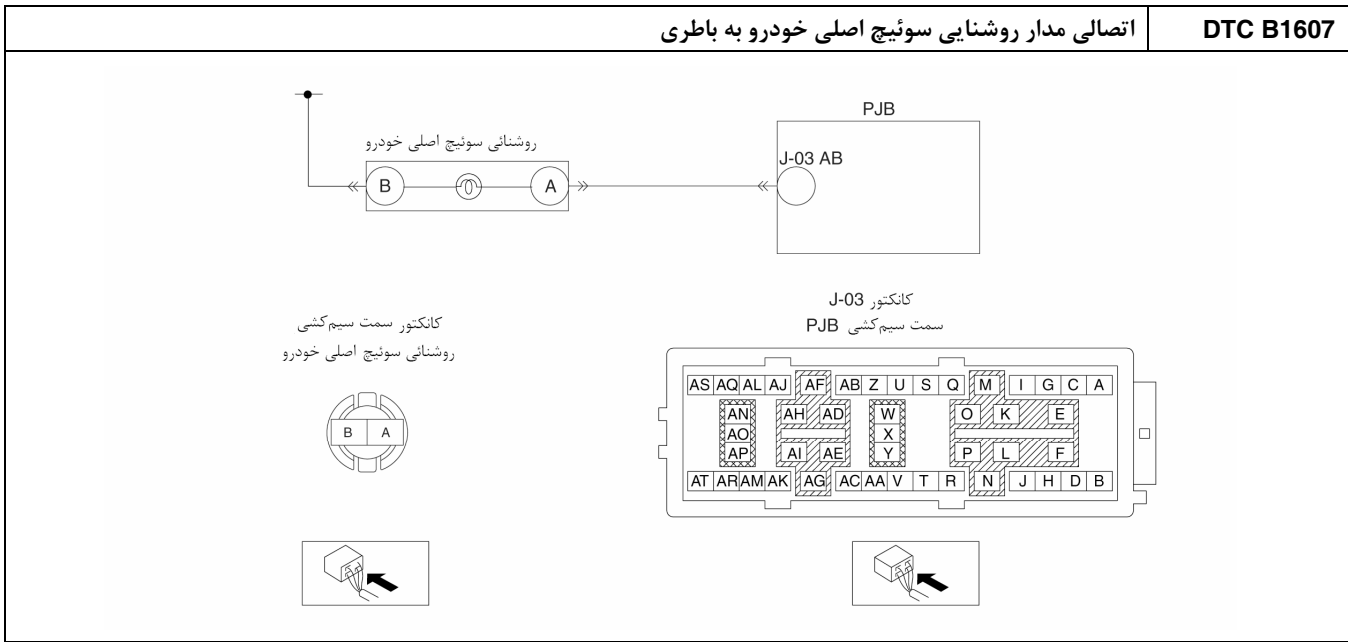 DTC B1607
اتصالی مدار روشنایی سوئیچ اصلی خودرو به باطری
PJB
روشنائی سوئیچ اصلی خودرو
J-03 AB
B A
کانکتور J-03
سمت سیم‌کشی PJB
کانکتور سمت سیم‌کشی
روشنائی سوئیچ اصلی خودرو
AS AQ AL AJ AF AB Z U S Q M I G C A
AN AH AD W O K E
AO X
AP AI AE Y P L F
AT AR AM AK AG AC AA V T R N J H D B
B A